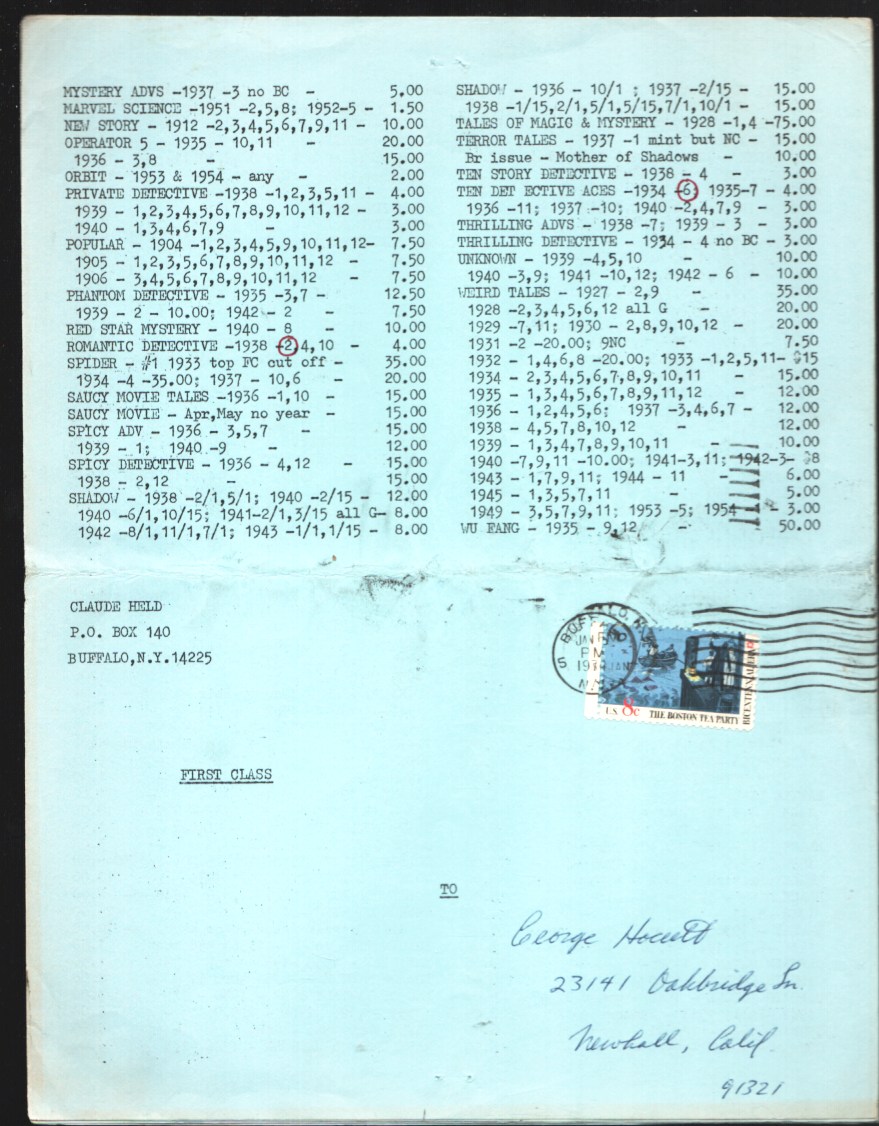 MYSTERY ADVS -1937 -3 no BC - 5.00
MARVEL SCIENCE -1951 -2,5,8; 1952-5 - 1.50
NEW STORY - 1912 -2,3,4,5,6,7,9,11 - 10.00
OPERATOR 5 - 1935 - 10,11 - 20.00
1936 - 3,8 - 15.00
ORBIT - 1953 & 1954 - any - 2.00
PRIVATE DETECTIVE -1938 -1,2,3,5,11 - 4.00
1939 - 1,2,3,4,5,6,7,8,9,10,11,12 - 3.00
1940 - 1,3,4,6,7,9 - 3.00
POPULAR - 1904 -1,2,3,4,5,9,10,11,12- 7.50
1905 - 1,2,3,5,6,7,8,9,10,11,12 - 7.50
1906 - 3,4,5,6,7,8,9,10,11,12 - 7.50
PHANTOM DETECTIVE - 1935 -3,7 - 12.50
1939 - 2 - 10.00; 1942 - 2 - 7.50
RED STAR MYSTERY - 1940 - 8 - 10.00
ROMANTIC DETECTIVE -1938 -2,4,10 - 4.00
SPIDER - #1 1933 top FC cut off - 35.00
1934 -4 -35.00; 1937 - 10,6 - 20.00
SAUCY MOVIE TALES -1936 -1,10 - 15.00
SAUCY MOVIE - Apr,May no year - 15.00
SPICY ADV - 1936 - 3,5,7 - 15.00
1939 - 1; 1940 -9 - 12.00
SPICY DETECTIVE - 1936 - 4,12 - 15.00
1938 - 2,12 - 15.00
SHADOW - 1938 -2/1,5/1; 1940 -2/15 - 12.00
1940 -6/1,10/15; 1941-2/1,3/15 all G- 8.00
1942 -8/1,11/1,7/1; 1943 -1/1,1/15 - 8.00
SHADOW - 1936 - 10/1 ; 1937 -2/15 - 15.00
1938 -1/15,2/1,5/1,5/15,7/1,10/1 - 15.00
TALES OF MAGIC & MYSTERY - 1928 -1,4 -75.00
TERROR TALES - 1937 -1 mint but NC - 15.00
Br issue - Mother of Shadows - 10.00
TEN STORY DETECTIVE - 1938 - 4 - 3.00
TEN DET ECTIVE ACES -1934 -6; 1935-7 - 4.00
1936 -11; 1937 -10; 1940 -2,4,7,9 - 3.00
THRILLING ADVS - 1938 -7; 1939 - 3 - 3.00
THRILLING DETECTIVE - 1934 - 4 no BC - 3.00
UNKNOWN - 1939 -4,5,10 - 10.00
1940 -3,9; 1941 -10,12; 1942 - 6 - 10.00
WEIRD TALES - 1927 - 2,9 - 35.00
1928 -2,3,4,5,6,12 all G - 20.00
1929 -7,11; 1930 - 2,8,9,10,12 - 20.00
1931 -2 -20.00; 9NC - 7.50
1932 - 1,4,6,8 -20.00; 1933 -1,2,5,11- $15
1934 - 2,3,4,5,6,7,8,9,10,11 - 15.00
1935 - 1,3,4,5,6,7,8,9,11,12 - 12.00
1936 - 1,2,4,5,6; 1937 -3,4,6,7 - 12.00
1938 - 4,5,7,8,10,12 - 12.00
1939 - 1,3,4,7,8,9,10,11 - 10.00
1940 -7,9,11 -10.00; 1941-3,11; 1942-3- $8
1943 - 1,7,9,11; 1944 - 11 - 6.00
1945 - 1,3,5,7,11 - 5.00
1949 - 3,5,7,9,11; 1953 -5; 1954 - 3.00
WU FANG - 1935 - 9,12 - 50.00
CLAUDE HELD
P.O. BOX 140
BUFFALO,N.Y.14225
BUFFALO, N.Y.
JAN
PM
U.S. 8c THE BOSTON TEA PARTY
BICENTENNIAL ERA
FIRST CLASS
TO
George Hocutt
23141 Oakbridge Ln.
Newhall, Calif.
91321